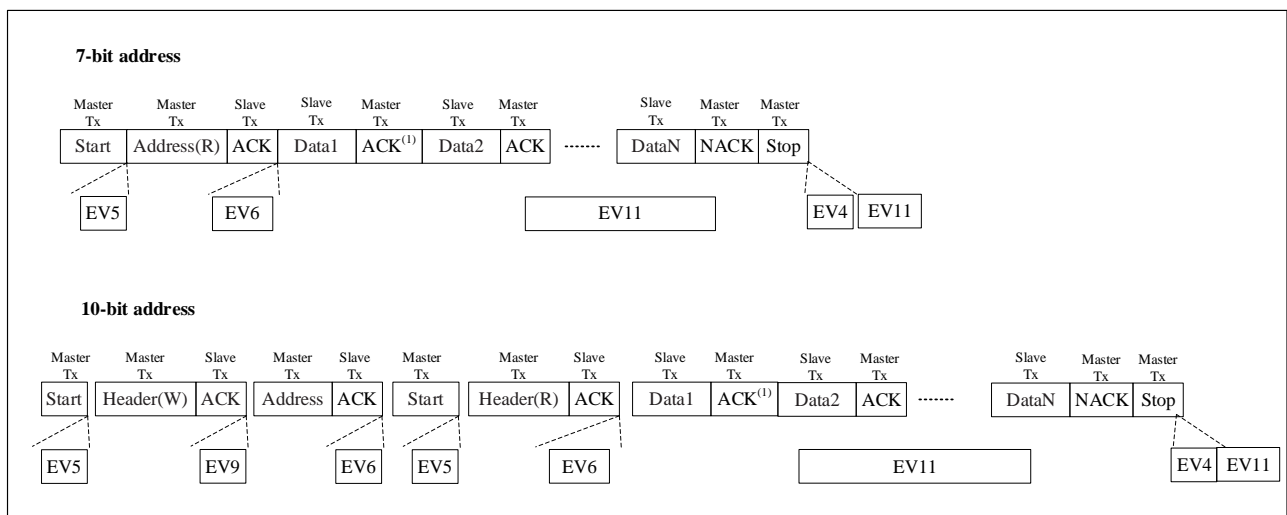 7-bit address
Master Tx Master Tx Slave Tx Slave Tx Master Tx Slave Tx Master Tx Slave Tx Master Tx Master Tx
Start Address(R) ACK Data1 ACK(1) Data2 ACK ······· DataN NACK Stop
EV5 EV6 EV11 EV4 EV11
10-bit address
Master Tx Master Tx Slave Tx Master Tx Slave Tx Master Tx Master Tx Slave Tx Slave Tx Master Tx Slave Tx Master Tx Slave Tx Master Tx Master Tx
Start Header(W) ACK Address ACK Start Header(R) ACK Data1 ACK(1) Data2 ACK ······· DataN NACK Stop
EV5 EV9 EV6 EV5 EV6 EV11 EV4 EV11